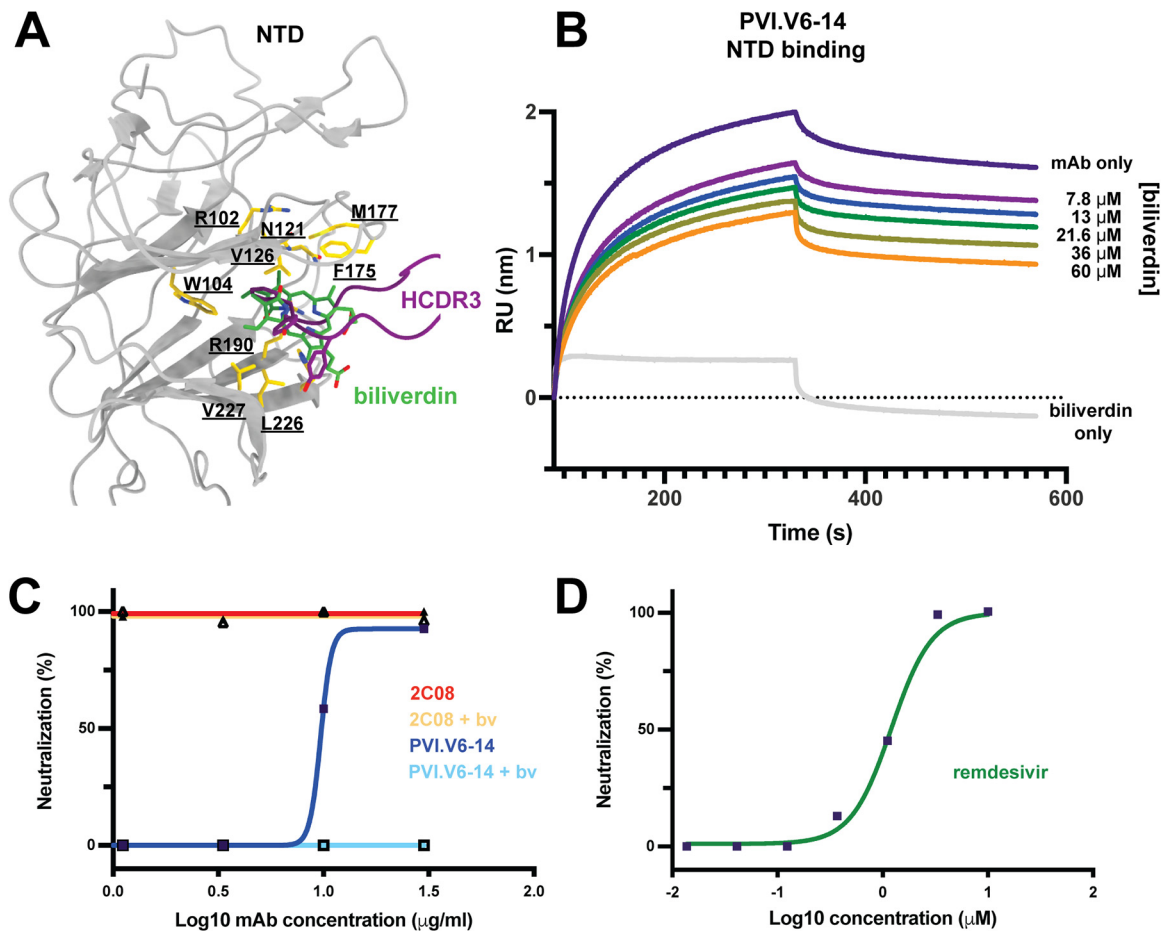 A
NTD
R102
N121
M177
V126
F175
W104
HCDR3
R190
biliverdin
V227
L226
B
PVI.V6-14
NTD binding
RU (nm)
2
1
0
200
400
600
Time (s)
mAb only
7.8 µM
13 µM
21.6 µM
36 µM
60 µM
[biliverdin]
biliverdin
only
C
Neutralization (%)
100
50
0
0.0
0.5
1.0
1.5
2.0
Log10 mAb concentration (µg/ml)
2C08
2C08 + bv
PVI.V6-14
PVI.V6-14 + bv
D
Neutralization (%)
100
50
0
-2
-1
0
1
2
Log10 concentration (µM)
remdesivir